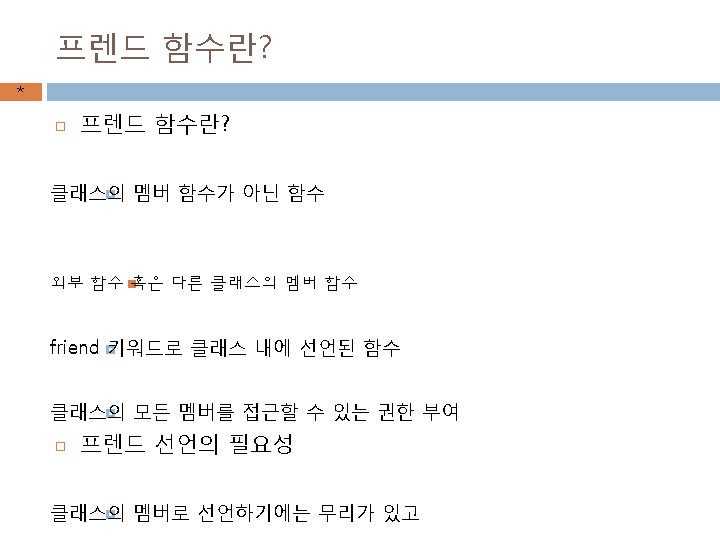 프렌드 함수란?
*
프렌드 함수란?
클래스의 멤버 함수가 아닌 함수
외부 함수 혹은 다른 클래스의 멤버 함수
friend 키워드로 클래스 내에 선언된 함수
클래스의 모든 멤버를 접근할 수 있는 권한 부여
프렌드 선언의 필요성
클래스의 멤버로 선언하기에는 무리가 있고